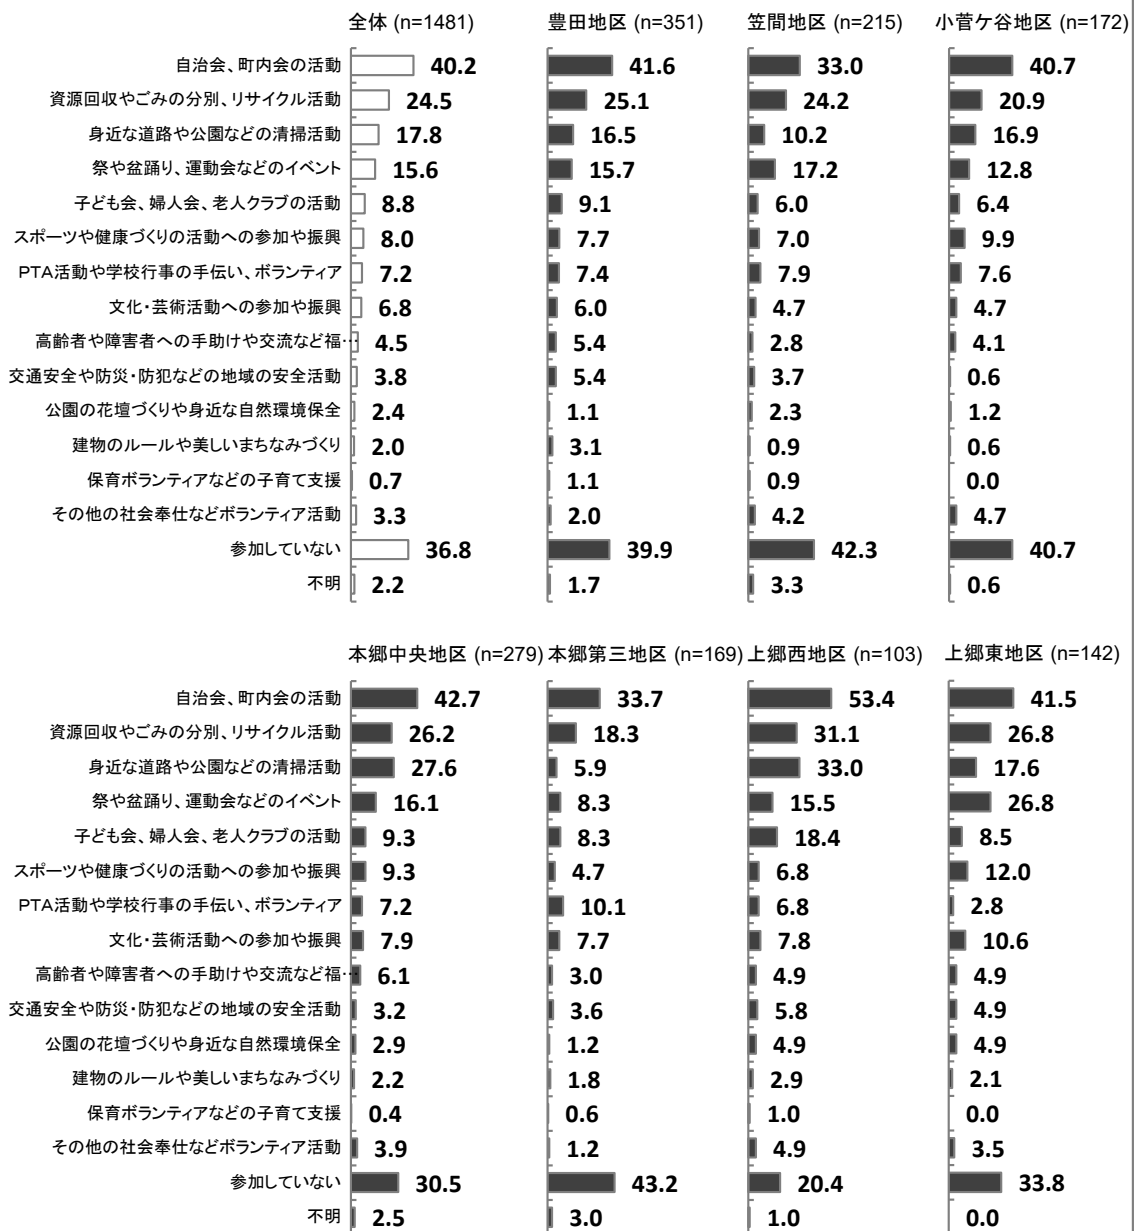 全体 (n=1481) 豊田地区 (n=351) 笠間地区 (n=215) 小菅ケ谷地区 (n=172)
自治会、町内会の活動 40.2 41.6 33.0 40.7
資源回収やごみの分別、リサイクル活動 24.5 25.1 24.2 20.9
身近な道路や公園などの清掃活動 17.8 16.5 10.2 16.9
祭や盆踊り、運動会などのイベント 15.6 15.7 17.2 12.8
子ども会、婦人会、老人クラブの活動 8.8 9.1 6.0 6.4
スポーツや健康づくりの活動への参加や振興 8.0 7.7 7.0 9.9
PTA活動や学校行事の手伝い、ボランティア 7.2 7.4 7.9 7.6
文化・芸術活動への参加や振興 6.8 6.0 4.7 4.7
高齢者や障害者への手助けや交流など福… 4.5 5.4 2.8 4.1
交通安全や防災・防犯などの地域の安全活動 3.8 5.4 3.7 0.6
公園の花壇づくりや身近な自然環境保全 2.4 1.1 2.3 1.2
建物のルールや美しいまちなみづくり 2.0 3.1 0.9 0.6
保育ボランティアなどの子育て支援 0.7 1.1 0.9 0.0
その他の社会奉仕などボランティア活動 3.3 2.0 4.2 4.7
参加していない 36.8 39.9 42.3 40.7
不明 2.2 1.7 3.3 0.6
本郷中央地区 (n=279) 本郷第三地区 (n=169) 上郷西地区 (n=103) 上郷東地区 (n=142)
自治会、町内会の活動 42.7 33.7 53.4 41.5
資源回収やごみの分別、リサイクル活動 26.2 18.3 31.1 26.8
身近な道路や公園などの清掃活動 27.6 5.9 33.0 17.6
祭や盆踊り、運動会などのイベント 16.1 8.3 15.5 26.8
子ども会、婦人会、老人クラブの活動 9.3 8.3 18.4 8.5
スポーツや健康づくりの活動への参加や振興 9.3 4.7 6.8 12.0
PTA活動や学校行事の手伝い、ボランティア 7.2 10.1 6.8 2.8
文化・芸術活動への参加や振興 7.9 7.7 7.8 10.6
高齢者や障害者への手助けや交流など福… 6.1 3.0 4.9 4.9
交通安全や防災・防犯などの地域の安全活動 3.2 3.6 5.8 4.9
公園の花壇づくりや身近な自然環境保全 2.9 1.2 4.9 4.9
建物のルールや美しいまちなみづくり 2.2 1.8 2.9 2.1
保育ボランティアなどの子育て支援 0.4 0.6 1.0 0.0
その他の社会奉仕などボランティア活動 3.9 1.2 4.9 3.5
参加していない 30.5 43.2 20.4 33.8
不明 2.5 3.0 1.0 0.0